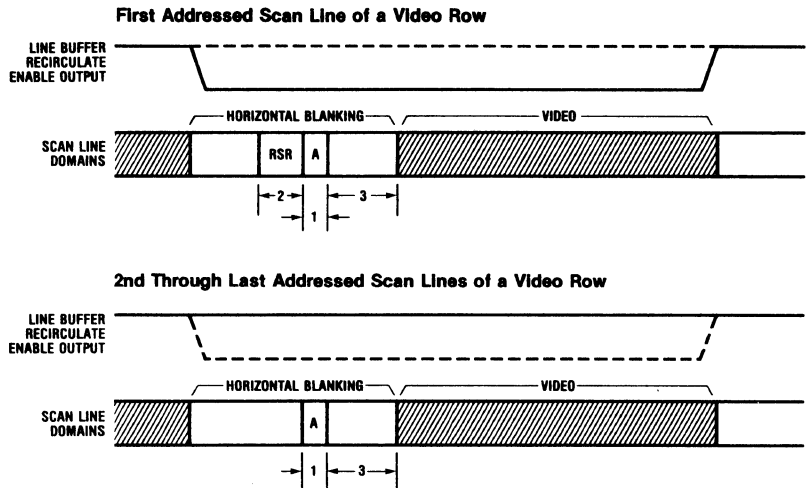 First Addressed Scan Line of a Video Row
LINE BUFFER
RECIRCULATE
ENABLE OUTPUT
HORIZONTAL BLANKING
VIDEO
SCAN LINE
DOMAINS
RSR
A
2
3
1
2nd Through Last Addressed Scan Lines of a Video Row
LINE BUFFER
RECIRCULATE
ENABLE OUTPUT
HORIZONTAL BLANKING
VIDEO
SCAN LINE
DOMAINS
A
1
3